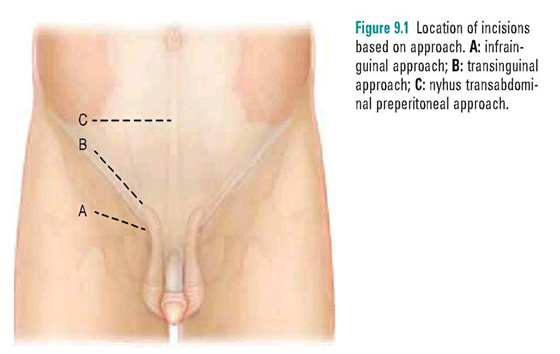 Figure 9.1 Location of incisions
based on approach. A: infrain-
guinal approach; B: transinguinal
approach; C: nyhus transabdomi-
nal preperitoneal approach.
C
B
A